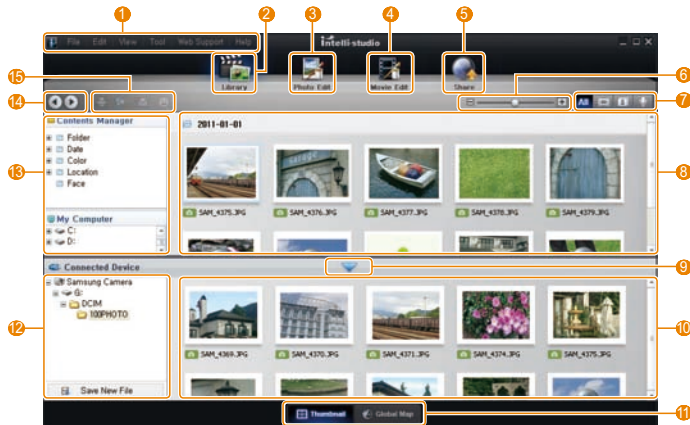 1 2 3 4 5
File Edit View Tool Web Support Help
Intelli-studio
Library Photo Edit Movie Edit Share
15 6
14 All 7
Contents Manager
Folder
Date
Color
Location
Face
13
My Computer
C:
D:
2011-01-01
SAM_4375.JPG SAM_4376.JPG SAM_4377.JPG SAM_4378.JPG SAM_4379.JPG
8
Connected Device
9
Samsung Camera
G:
DCIM
100PHOTO
12
Save New File
SAM_4369.JPG SAM_4370.JPG SAM_4371.JPG SAM_4374.JPG SAM_4375.JPG
10
Thumbnail Global Map
11